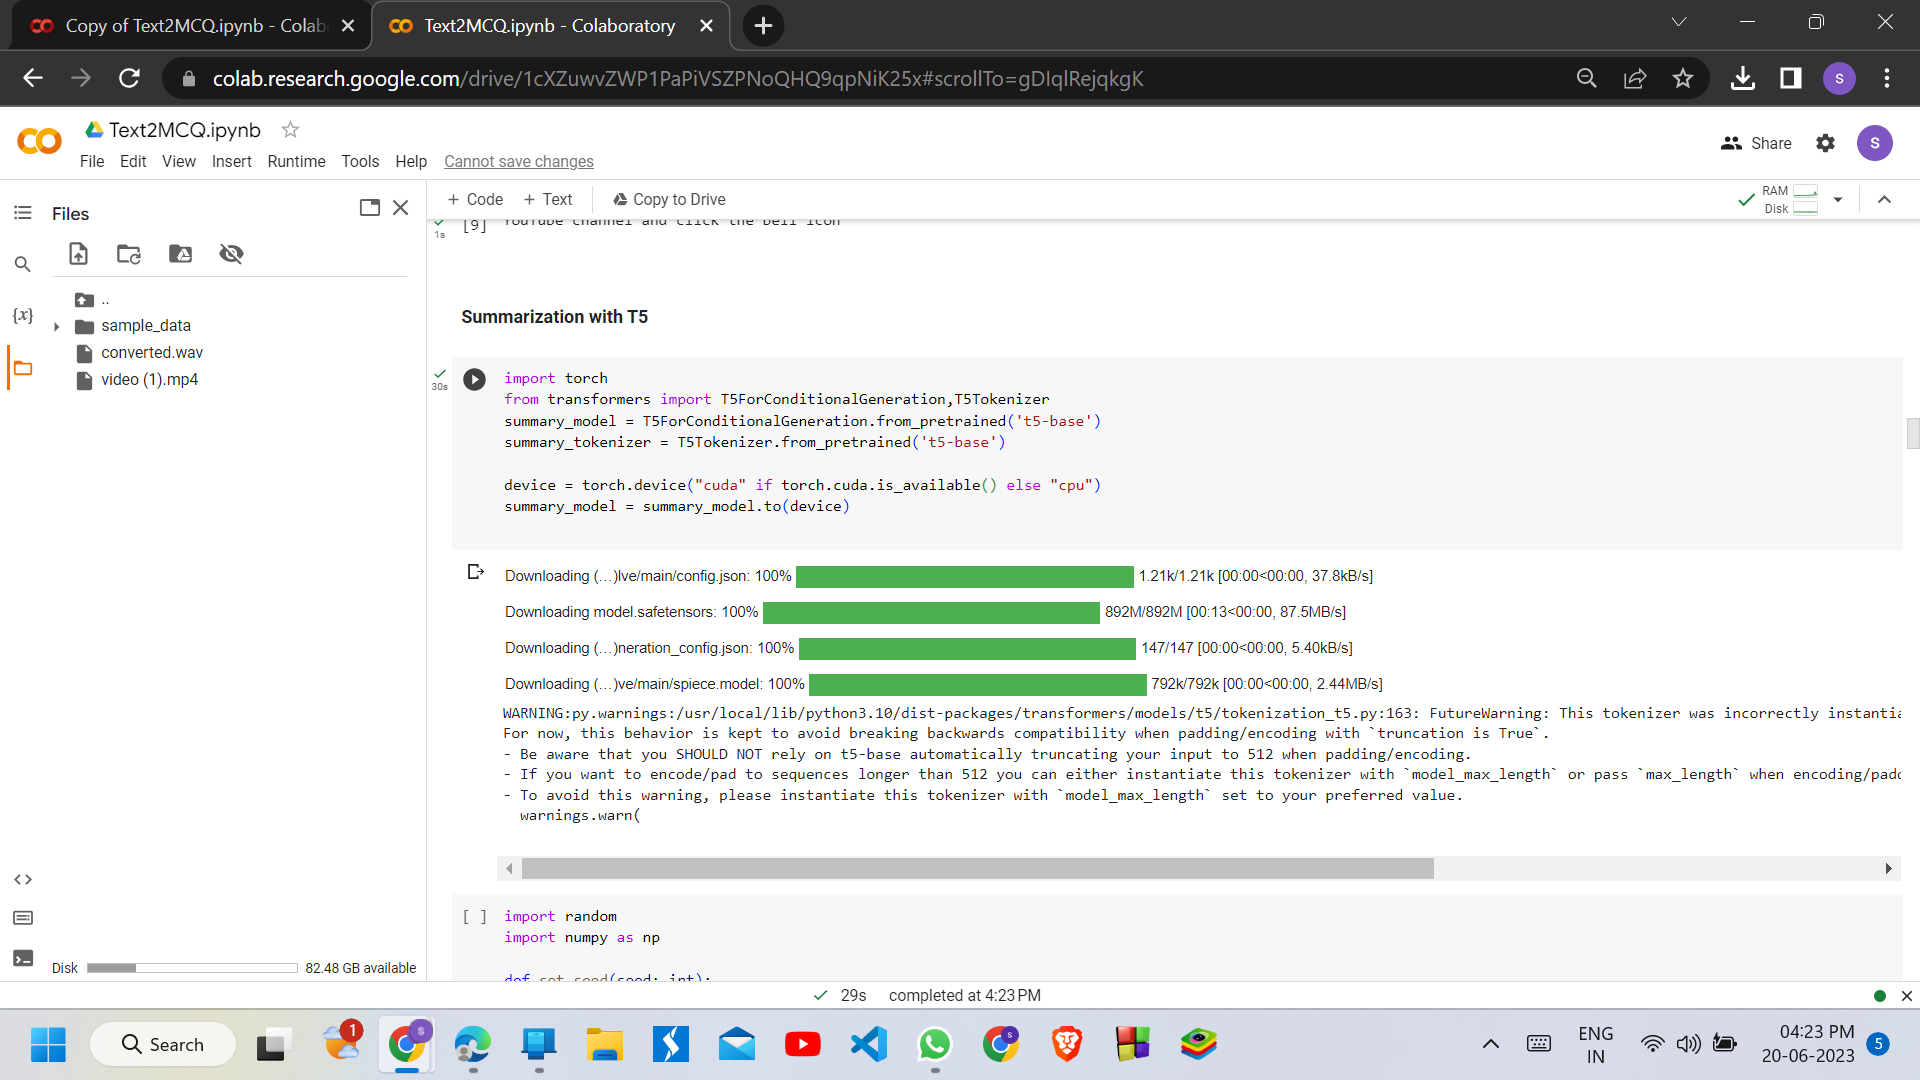 Copy of Text2MCQ.ipynb - Colab
Text2MCQ.ipynb - Colaboratory
colab.research.google.com/drive/1cXZuwvZWP1PaPiVSZPNoQHQ9qpNiK25x#scrollTo=gDIqlRejqkgK
S
Text2MCQ.ipynb
File Edit View Insert Runtime Tools Help Cannot save changes
Share
S
Files
+ Code + Text Copy to Drive
RAM
Disk
..
sample_data
converted.wav
video (1).mp4
{x}
1s
[9] YouTube channel and click the bell icon
Summarization with T5
30s
import torch
from transformers import T5ForConditionalGeneration,T5Tokenizer
summary_model = T5ForConditionalGeneration.from_pretrained('t5-base')
summary_tokenizer = T5Tokenizer.from_pretrained('t5-base')
device = torch.device("cuda" if torch.cuda.is_available() else "cpu")
summary_model = summary_model.to(device)
Downloading (…)lve/main/config.json: 100% 1.21k/1.21k [00:00<00:00, 37.8kB/s]
Downloading model.safetensors: 100% 892M/892M [00:13<00:00, 87.5MB/s]
Downloading (…)neration_config.json: 100% 147/147 [00:00<00:00, 5.40kB/s]
Downloading (…)ve/main/spiece.model: 100% 792k/792k [00:00<00:00, 2.44MB/s]
WARNING:py.warnings:/usr/local/lib/python3.10/dist-packages/transformers/models/t5/tokenization_t5.py:163: FutureWarning: This tokenizer was incorrectly instantia
For now, this behavior is kept to avoid breaking backwards compatibility when padding/encoding with `truncation is True`.
- Be aware that you SHOULD NOT rely on t5-base automatically truncating your input to 512 when padding/encoding.
- If you want to encode/pad to sequences longer than 512 you can either instantiate this tokenizer with `model_max_length` or pass `max_length` when encoding/padd
- To avoid this warning, please instantiate this tokenizer with `model_max_length` set to your preferred value.
warnings.warn(
[ ] import random
import numpy as np
def set_seed(seed: int):
Disk 82.48 GB available
29s completed at 4:23 PM
Search
1
S
S
ENG
IN
04:23 PM
20-06-2023
5